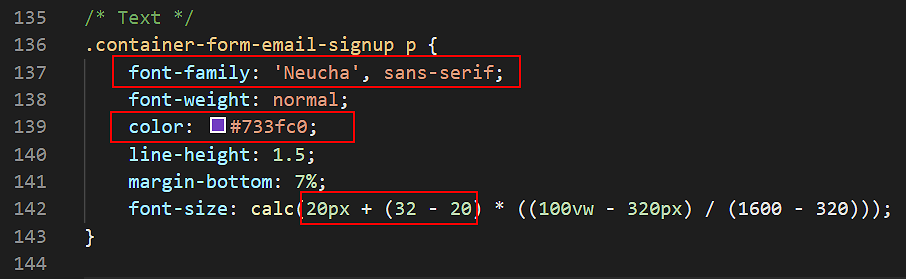 135 /* Text */
136 .container-form-email-signup p {
137 font-family: 'Neucha', sans-serif;
138 font-weight: normal;
139 color: #733fc0;
140 line-height: 1.5;
141 margin-bottom: 7%;
142 font-size: calc(20px + (32 - 20) * ((100vw - 320px) / (1600 - 320)));
143 }
144